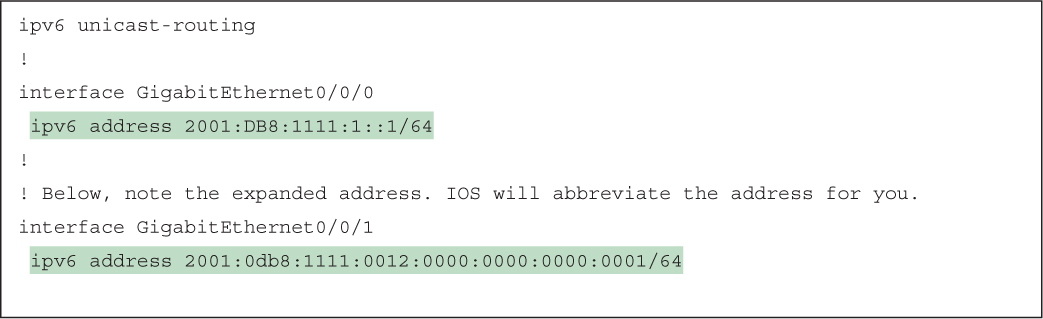 ipv6 unicast-routing
!
interface GigabitEthernet0/0/0
ipv6 address 2001:DB8:1111:1::1/64
!
! Below, note the expanded address. IOS will abbreviate the address for you.
interface GigabitEthernet0/0/1
ipv6 address 2001:0db8:1111:0012:0000:0000:0000:0001/64